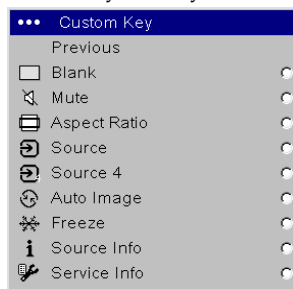 ••• Custom Key
Previous
Blank
Mute
Aspect Ratio
Source
Source 4
Auto Image
Freeze
Source Info
Service Info